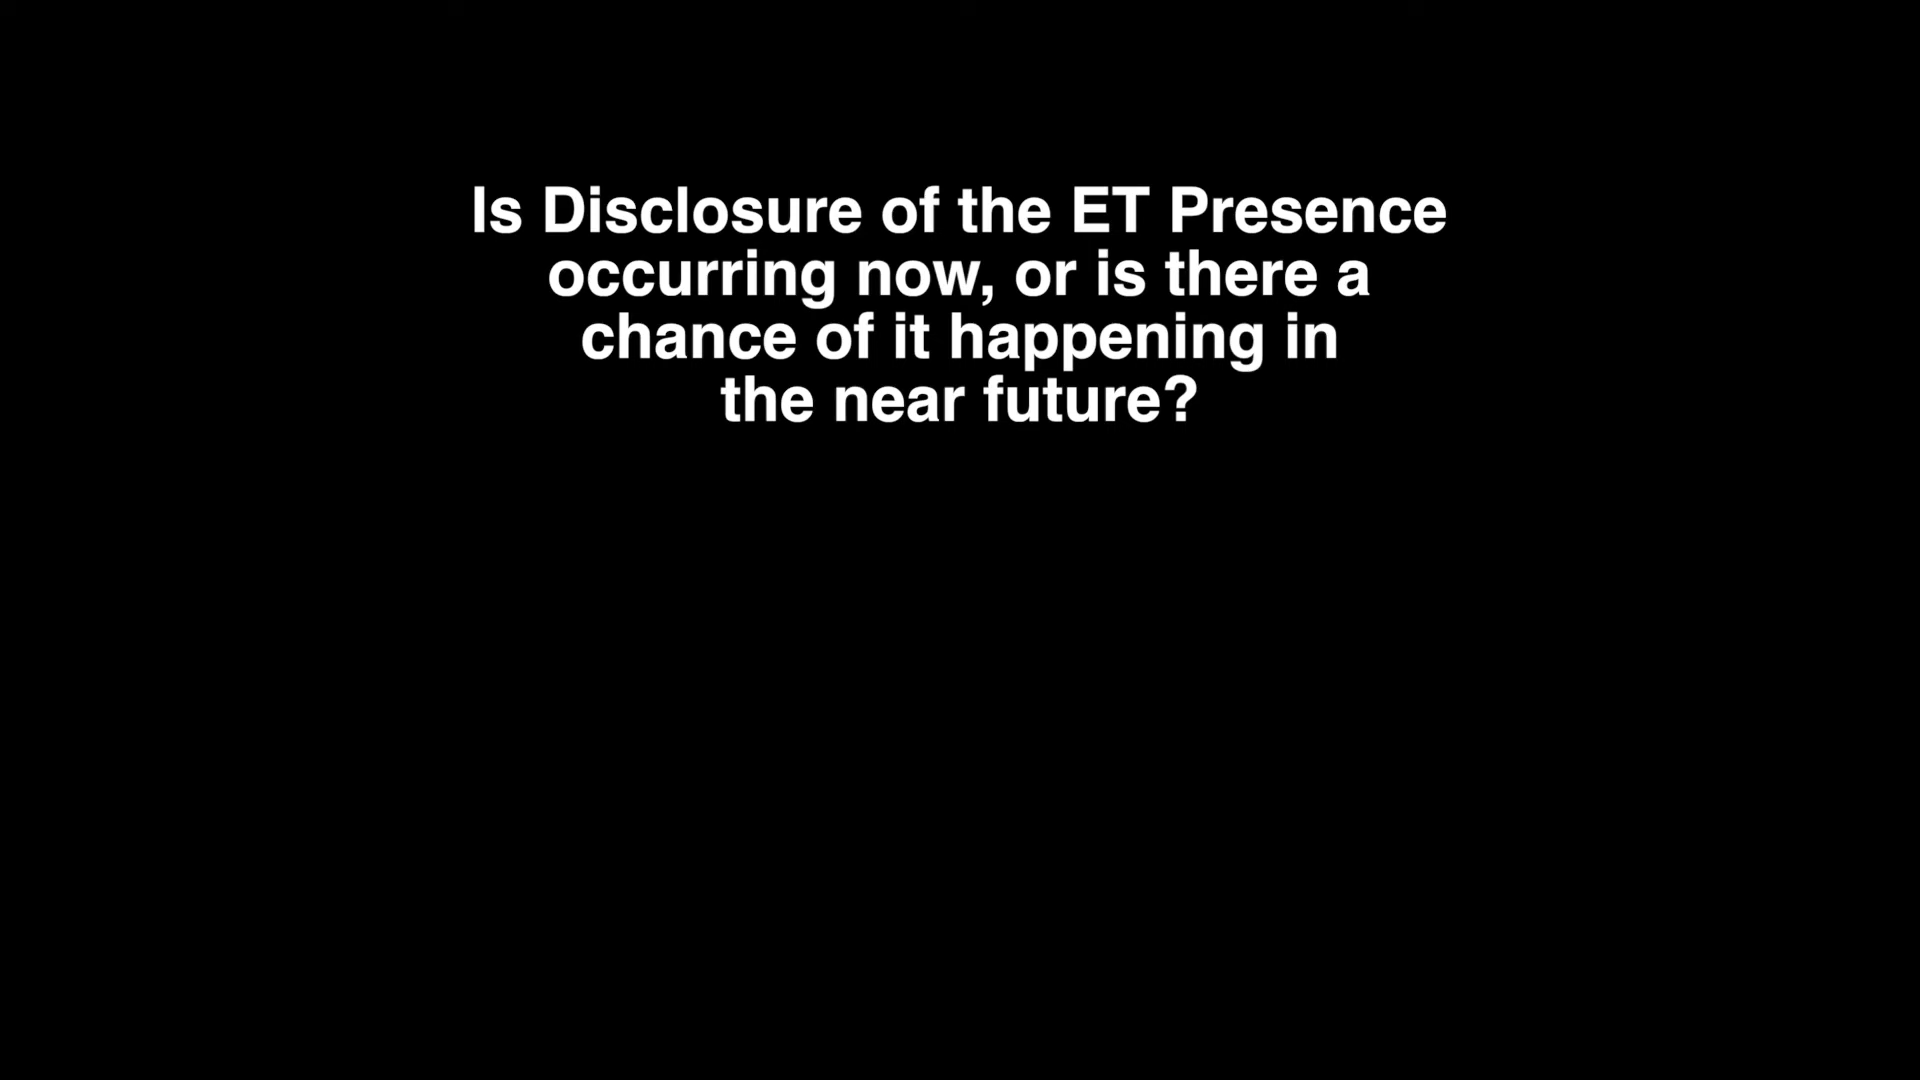 Is Disclosure of the ET Presence
occurring now, or is there a
chance of it happening in
the near future?